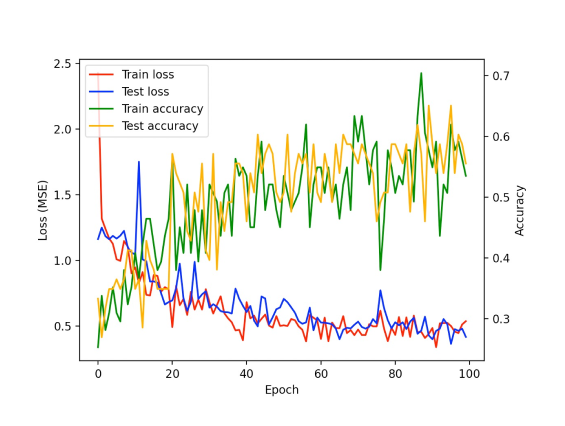 Train loss
Test loss
Train accuracy
Test accuracy
2.5
2.0
1.5
1.0
0.5
Loss (MSE)
0.7
0.6
0.5
0.4
0.3
Accuracy
0 20 40 60 80 100
Epoch